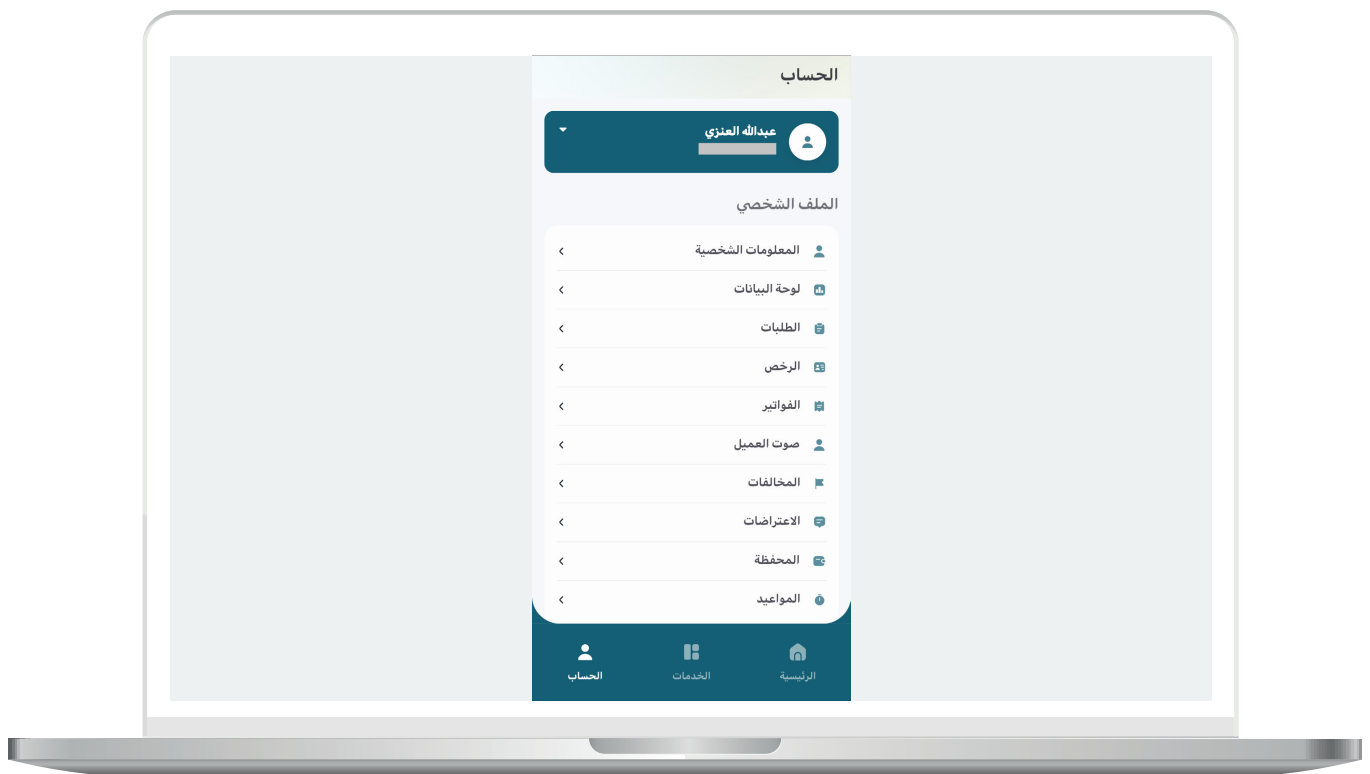 الحساب
عبدالله العنزي
الملف الشخصي
المعلومات الشخصية
لوحة البيانات
الطلبات
الرخص
الفواتير
صوت العميل
المخالفات
الاعتراضات
المحفظة
المواعيد
الرئيسية
الخدمات
الحساب